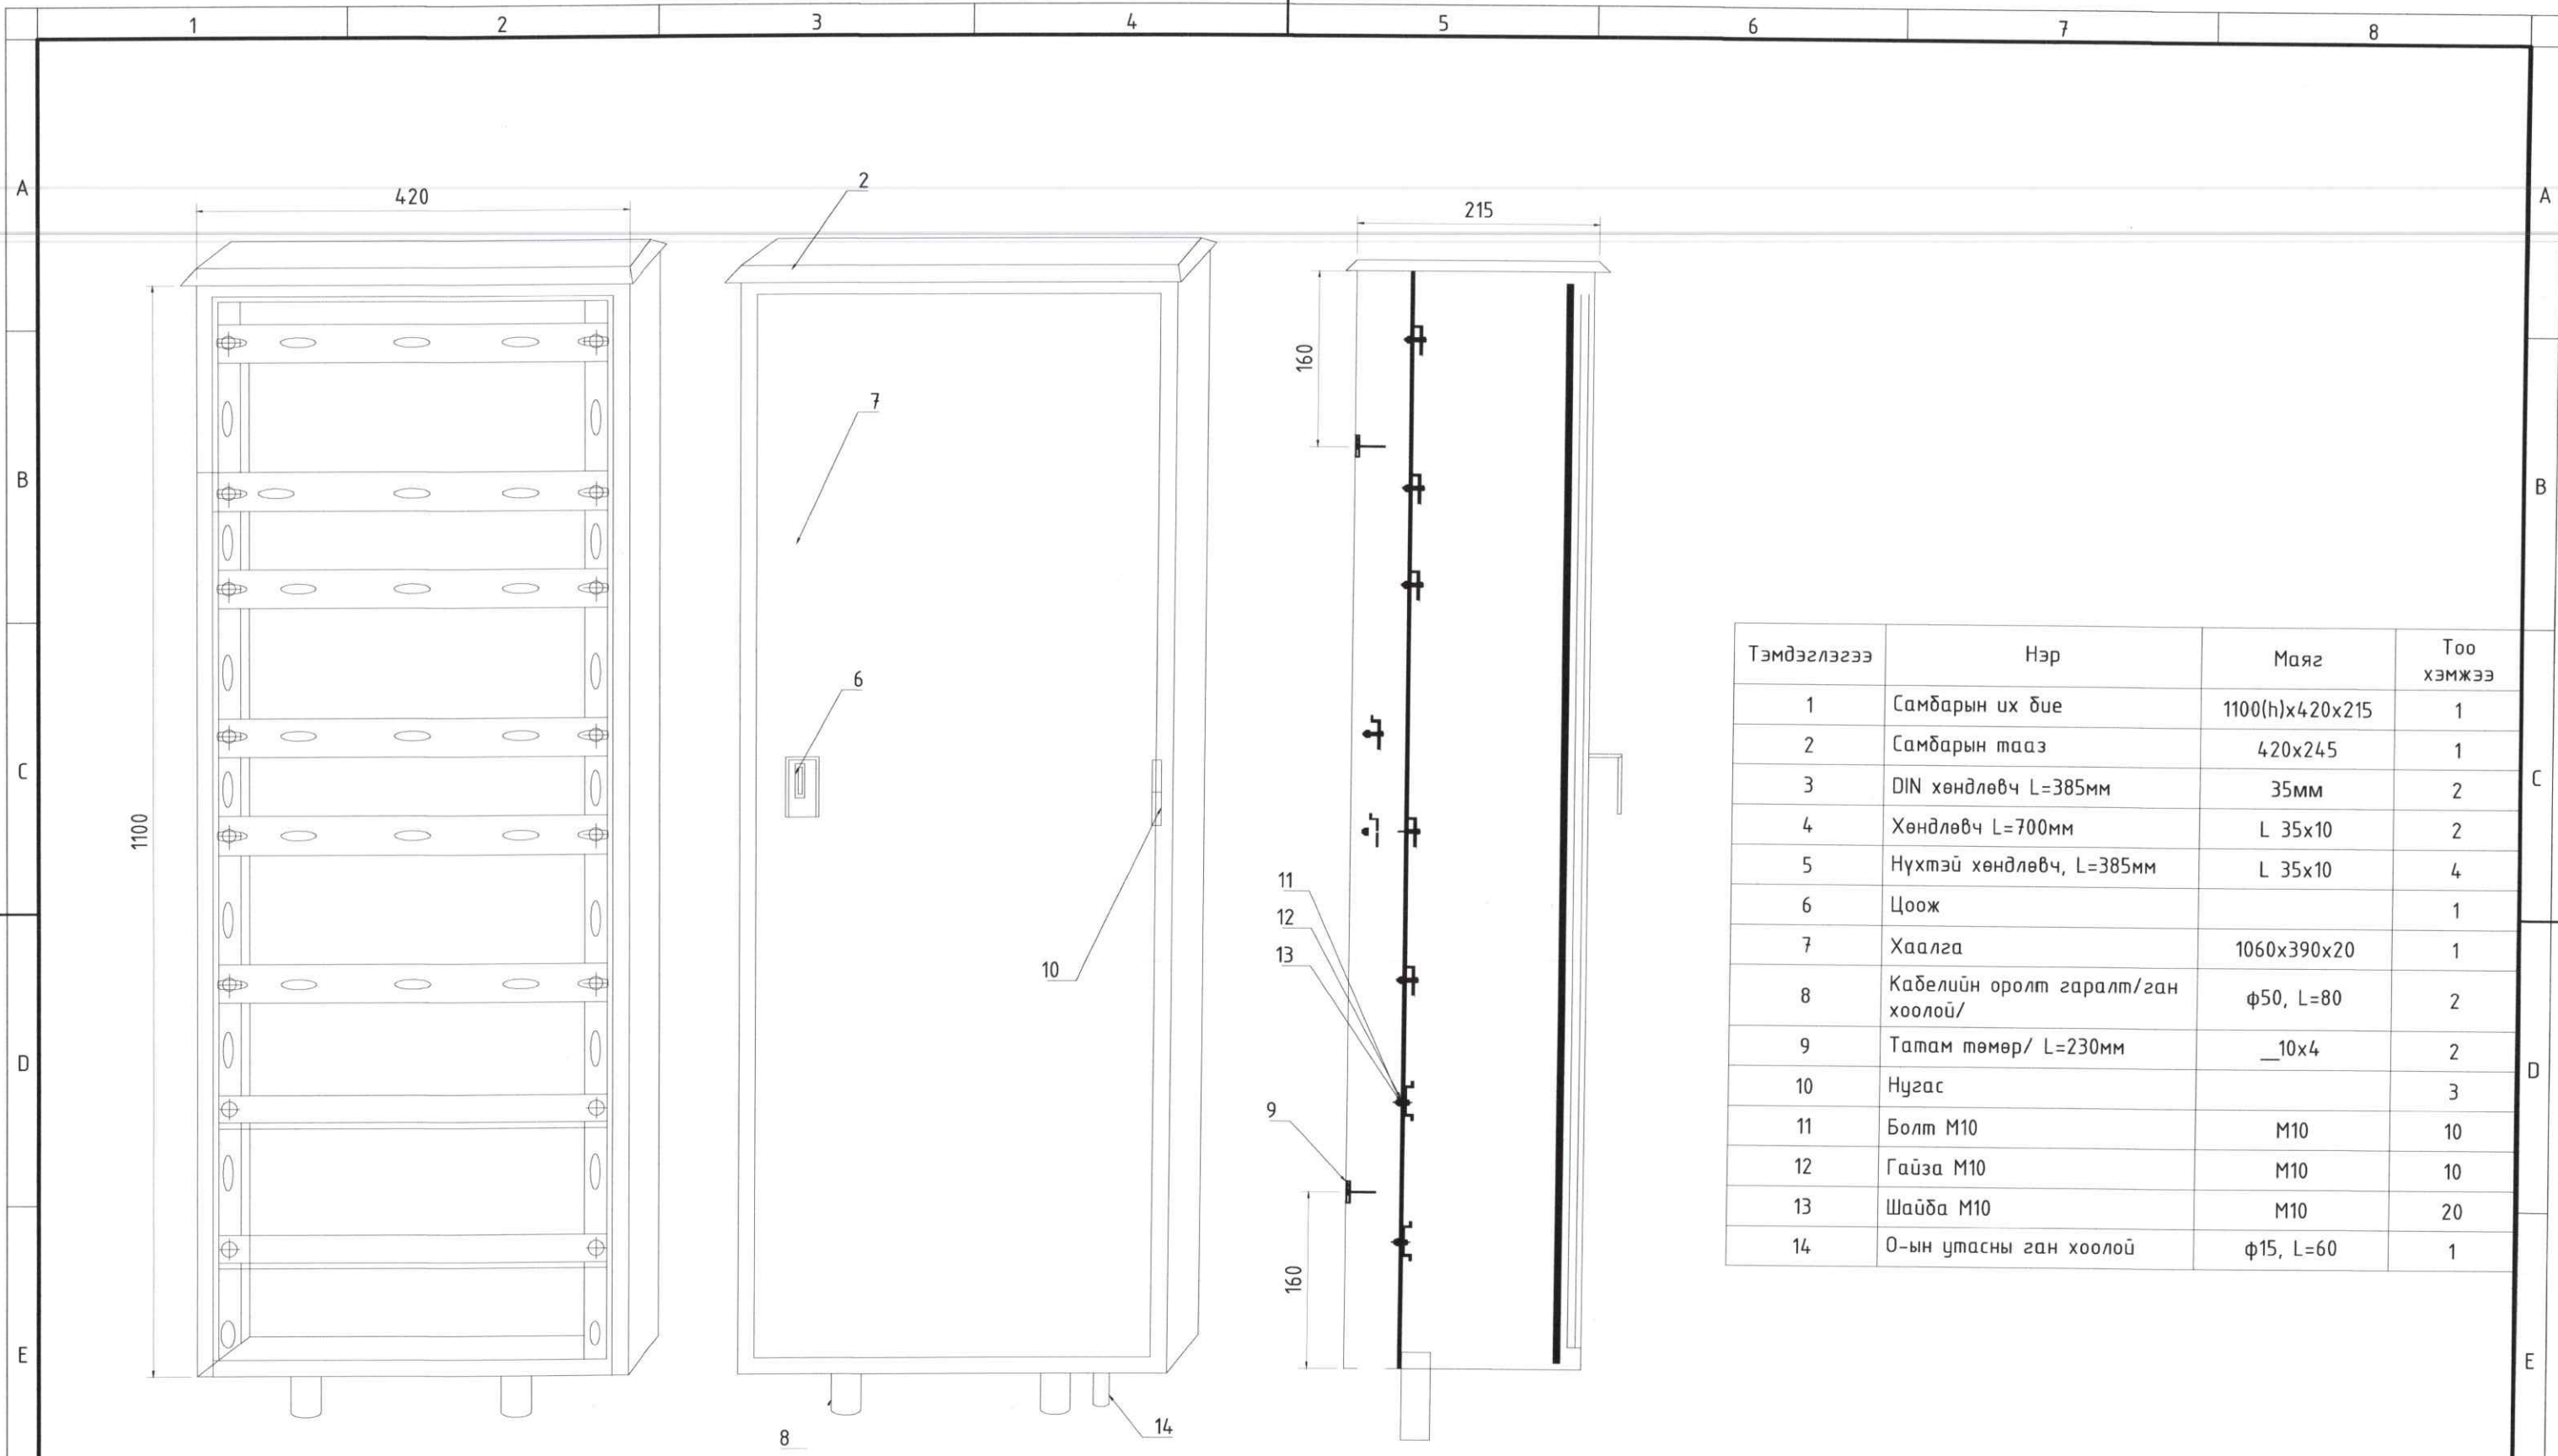 1 2 3 4 5 6 7 8
A A
420
2
215
160
7
B B
6
1100
C C
11
12
13
10
9
D D
160
E E
8
14
Тэмдэглэгээ Нэр Маяг Тоо
хэмжээ
1 Самбарын их бие 1100(h)x420x215 1
2 Самбарын тааз 420x245 1
3 DIN хөндлөвч L=385мм 35мм 2
4 Хөндлөвч L=700мм L 35x10 2
5 Нүхтэй хөндлөвч, L=385мм L 35x10 4
6 Цоож 1
7 Хаалга 1060x390x20 1
8 Кабелийн оролт гаралт/ган
хоолой/ ф50, L=80 2
9 Татам төмөр/ L=230мм __10x4 2
10 Нугас 3
11 Болт М10 М10 10
12 Гайза М10 М10 10
13 Шайба М10 М10 20
14 О-ын утасны ган хоолой ф15, L=60 1